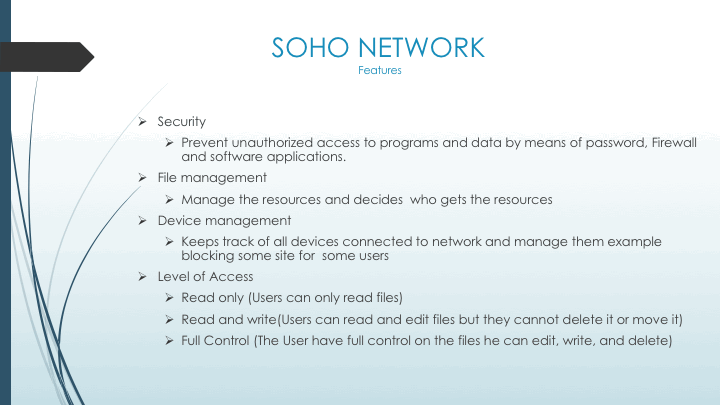 SOHO NETWORK
Features
Security
Prevent unauthorized access to programs and data by means of password, Firewall
and software applications.
File management
Manage the resources and decides  who gets the resources
Device management
Keeps track of all devices connected to network and manage them example
blocking some site for  some users
Level of Access
Read only (Users can only read files)
Read and write(Users can read and edit files but they cannot delete it or move it)
Full Control (The User have full control on the files he can edit, write, and delete)